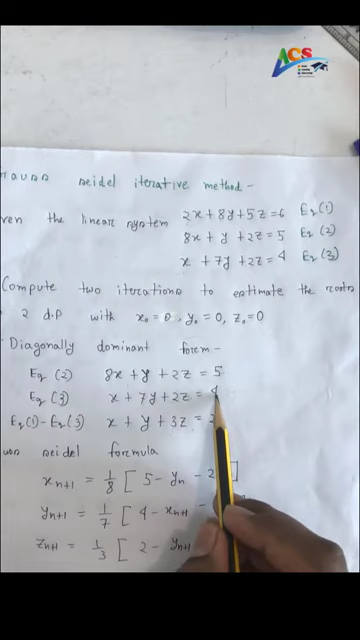 ACS
seidel iterative method -
the linear system 2x + 8y + 5z = 6 Eq (1)
8x + y + 2z = 5 Eq (2)
x + 7y + 2z = 4 Eq (3)
Compute two iterations to estimate the roots
2 d.p with x₀ = 0, y₀ = 0, z₀ = 0
Diagonally dominant form -
Eq (2) 8x + y + 2z = 5
Eq (3) x + 7y + 2z = 4
Eq (1) - Eq (3) x + y + 3z =
seidel formula
xₙ₊₁ = 1/8 [ 5 - yₙ - 2 ]
yₙ₊₁ = 1/7 [ 4 - xₙ₊₁ -
zₙ₊₁ = 1/3 [ 2 - yₙ₊₁